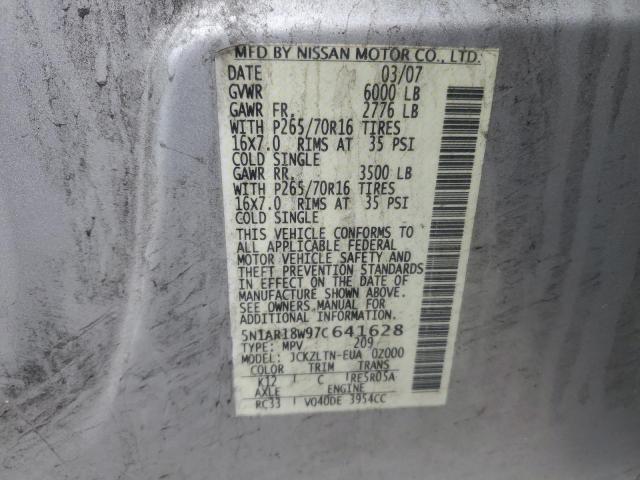 MFD BY NISSAN MOTOR CO., LTD.
DATE 03/07
GVWR 6000 LB
GAWR FR. 2776 LB
WITH P265/70R16 TIRES
16X7.0 RIMS AT 35 PSI
COLD SINGLE
GAWR RR. 3500 LB
WITH P265/70R16 TIRES
16X7.0 RIMS AT 35 PSI
COLD SINGLE
THIS VEHICLE CONFORMS TO
ALL APPLICABLE FEDERAL
MOTOR VEHICLE SAFETY AND
THEFT PREVENTION STANDARDS
IN EFFECT ON THE DATE OF
MANUFACTURE SHOWN ABOVE.
SEE OWNERS.MANUAL FOR
ADDITIONAL INFORMATION
5N1AR18W97C641628
TYPE: MPV 209
MODEL: JCKZLTN-EUA 0Z000
COLOR TRIM TRANS
K12 C RE5R05A
AXLE ENGINE
RC33 VQ40DE 3954CC